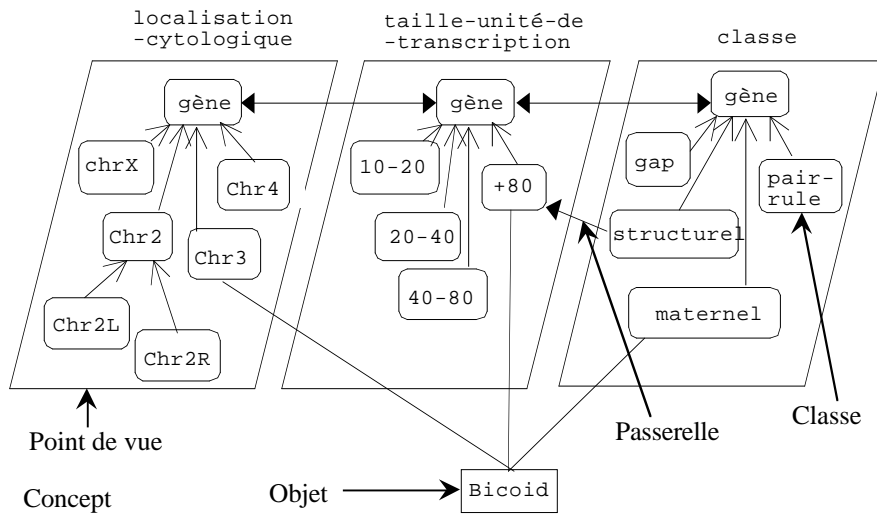 localisation
-cytologique
taille-unité-de
-transcription
classe
gène
gène
gène
chrX
Chr4
Chr2
Chr3
Chr2L
Chr2R
10-20
+80
20-40
40-80
gap
pair-
rule
structurel
maternel
Point de vue
Passerelle
Classe
Concept
Objet
Bicoid